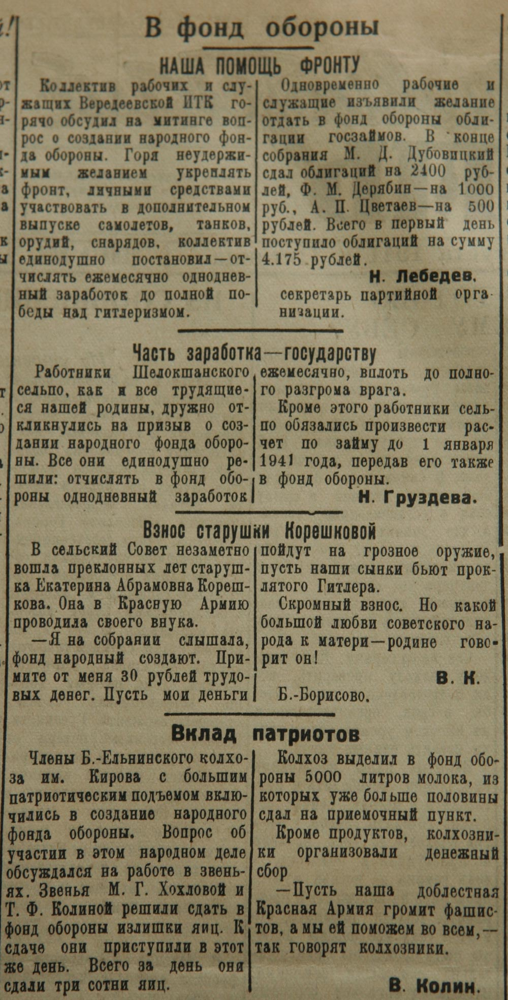 В фонд обороны
НАША ПОМОЩЬ ФРОНТУ
Коллектив рабочих и слу-
жащих Вередеевской ИТК го-
рячо обсудил на митинге воп-
рос о создании народного фон-
да обороны. Горя неудержи-
мым желанием укреплять
фронт, личными средствами
участвовать в дополнительном
выпуске самолетов, танков,
орудий, снарядов, коллектив
единодушно постановил—от-
числять ежемесячно одноднев-
ный заработок до полной по-
беды над гитлеризмом.
Одновременно рабочие и
служащие изъявили желание
отдать в фонд обороны обли-
гации госзаймов. В конце
собрания М. Д. Дубовицкий
сдал облигаций на 2400 руб-
лей, Ф. М. Дерябин—на 1000
руб., А. П. Цветаев—на 500
рублей. Всего в первый день
поступило облигаций на сумму
4.175 рублей.
Н. Лебедев,
секретарь партийной орга-
низации.
Часть заработка—государству
Работники Шелокшанского
сельпо, как и все трудящие-
ся нашей родины, дружно от-
кликнулись на призыв о соз-
дании народного фонда оборо-
ны. Все они единодушно ре-
шили: отчислять в фонд обо-
роны однодневный заработок
ежемесячно, вплоть до полно-
го разгрома врага.
Кроме этого работники сель-
по обязались произвести рас-
чет по займу до 1 января
1941 года, передав его также
в фонд обороны.
Н. Груздева.
Взнос старушки Корешковой
В сельский Совет незаметно
вошла преклонных лет старуш-
ка Екатерина Абрамовна Кореш-
кова. Она в Красную Армию
проводила своего внука.
—Я на собрании слышала,
фонд народный создают. При-
мите от меня 30 рублей трудо-
вых денег. Пусть мои деньги
пойдут на грозное оружие,
пусть наши сынки бьют прок-
лятого Гитлера.
Скромный взнос. Но какой
большой любви советского на-
рода к матери—родине гово-
рит он!
В. К.
Б.-Борисово.
Вклад патриотов
Члены Б.-Ельнинского колхо-
за им. Кирова с большим
патриотическим подъемом вклю-
чились в создание народного
фонда обороны. Вопрос об
участии в этом народном деле
обсуждался на работе в звень-
ях. Звенья М. Г. Хохловой и
Т. Ф. Колиной решили сдать в
фонд обороны излишки яиц. К
сдаче они приступили в этот
же день. Всего за день они
сдали три сотни яиц.
Колхоз выделил в фонд обо-
роны 5000 литров молока, из
которых уже больше половины
сдал на приемочный пункт.
Кроме продуктов, колхозни-
ки организовали денежный
сбор
—Пусть наша доблестная
Красная Армия громит фашис-
тов, а мы ей поможем во всем,—
так говорят колхозники.
В. Колин.